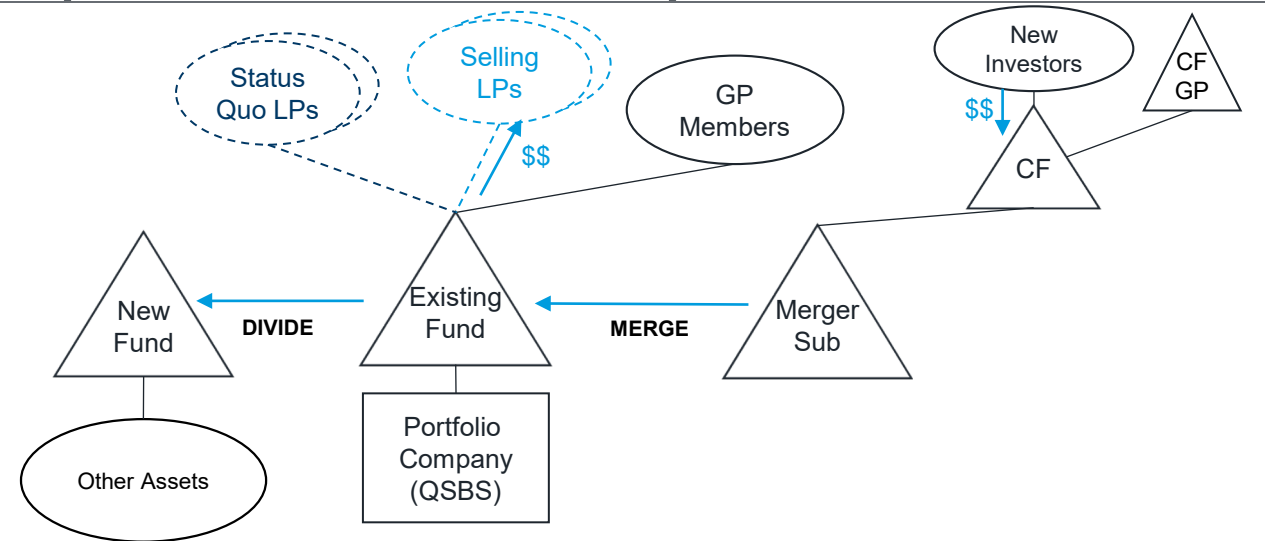 Status
Quo LPs
Selling
LPs
$$
GP
Members
New
Investors
$$
CF
GP
CF
New
Fund
DIVIDE
Existing
Fund
MERGE
Merger
Sub
Other Assets
Portfolio
Company
(QSBS)